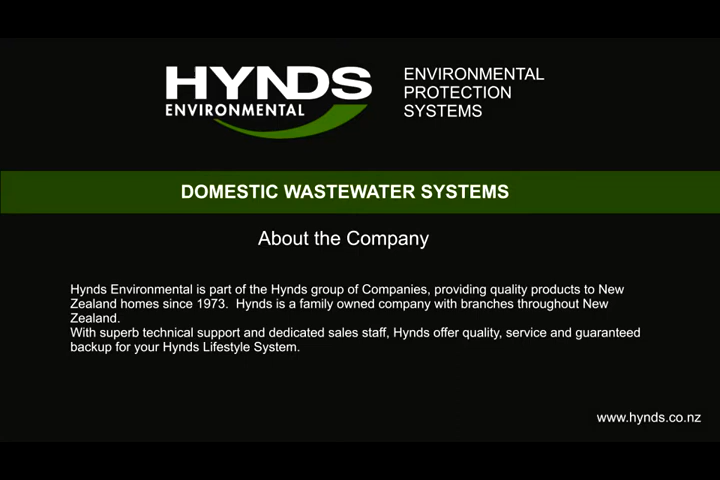 HYNDS
ENVIRONMENTAL
ENVIRONMENTAL
PROTECTION
SYSTEMS
DOMESTIC WASTEWATER SYSTEMS
About the Company
Hynds Environmental is part of the Hynds group of Companies, providing quality products to New
Zealand homes since 1973.  Hynds is a family owned company with branches throughout New
Zealand.
With superb technical support and dedicated sales staff, Hynds offer quality, service and guaranteed
backup for your Hynds Lifestyle System.
www.hynds.co.nz